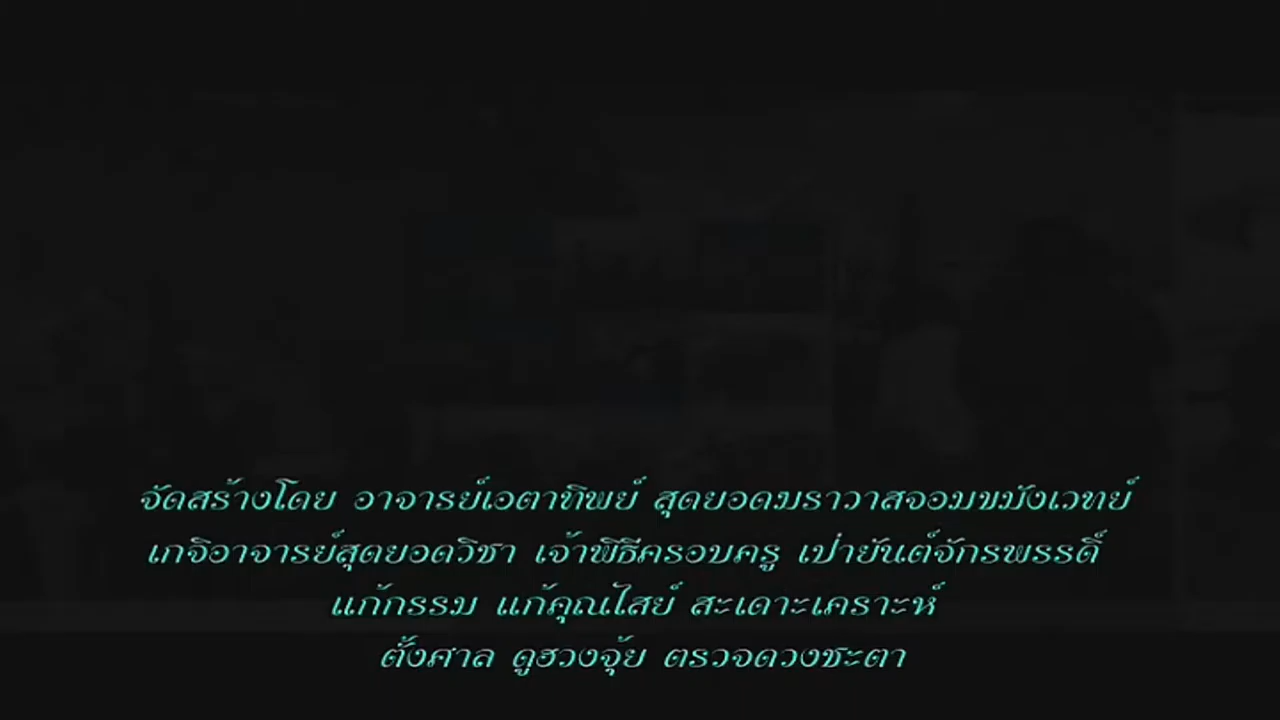 จัดสร้างโดย อาจารย์เอตาทิพย์ สุดยอดฆราวาสจอมขมังเวทย์
เกจิอาจารย์สุดยอดวิชา เจ้าพิธีครอบครู เป่ายันต์จักรพรรดิ์
แก้กรรม แก้คุณไสย์ สะเดาะเคราะห์
ตั้งศาล ดูฮวงจุ้ย ตรวจดวงชะตา